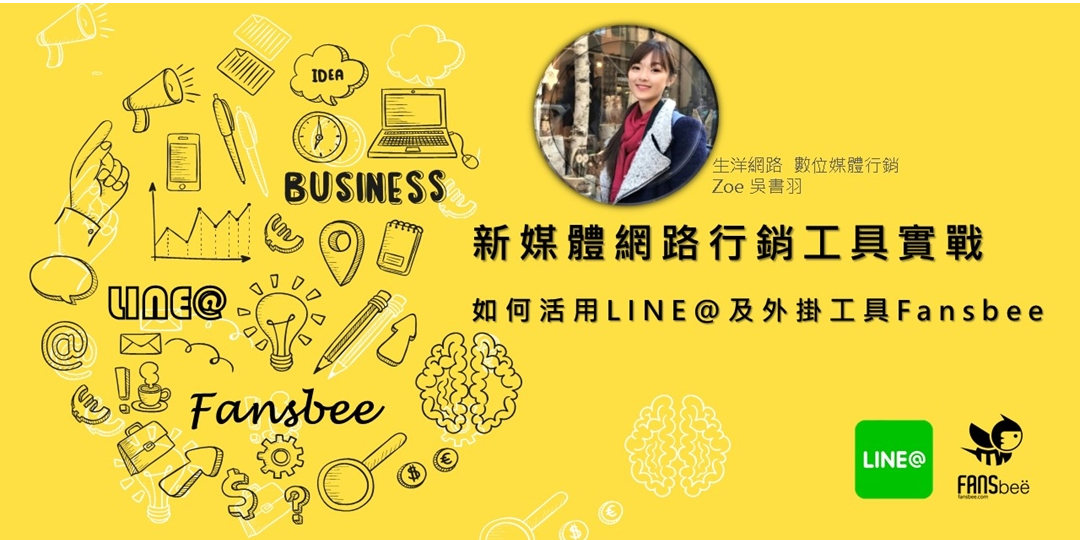 IDEA
BUSINESS
LINE@
@
Fansbee
$
€
$
?
!
生洋網路 數位媒體行銷
Zoe 吳書羽
新媒體網路行銷工具實戰
如何活用LINE@及外掛工具Fansbee
LINE@
FANSbeë
fansbee.com
$
€